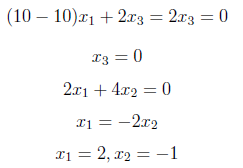 (10 − 10)x₁ + 2x₃ = 2x₃ = 0
x₃ = 0
2x₁ + 4x₂ = 0
x₁ = −2x₂
x₁ = 2, x₂ = −1